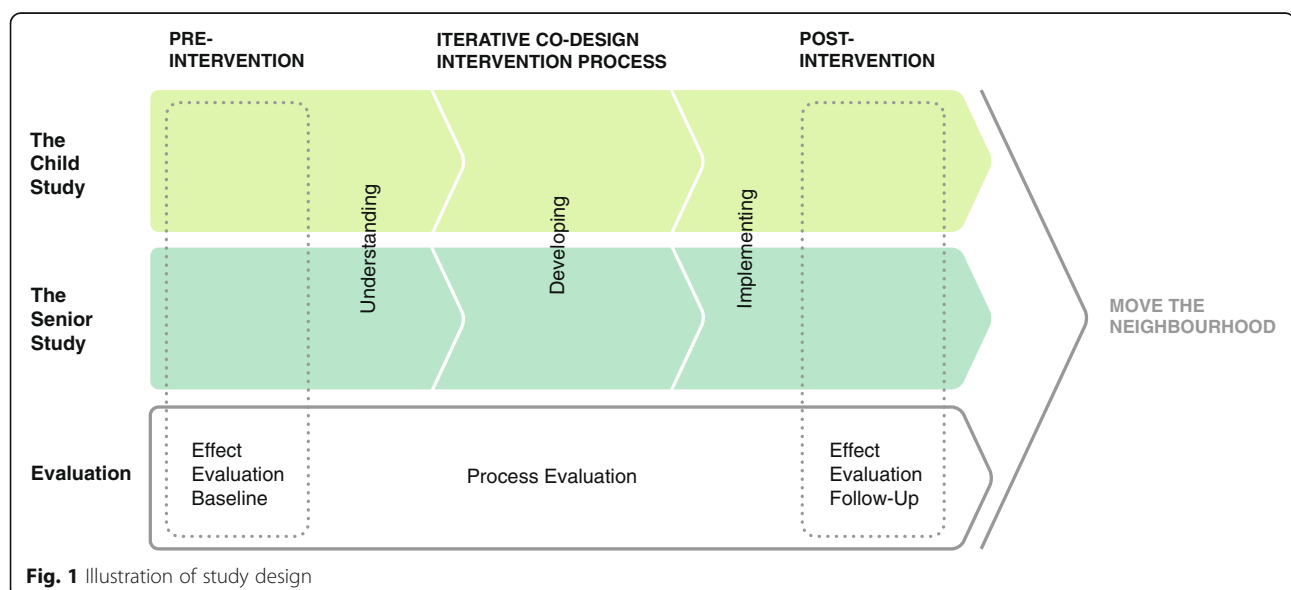 PRE-
INTERVENTION
ITERATIVE CO-DESIGN
INTERVENTION PROCESS
POST-
INTERVENTION
The
Child
Study
Understanding
Developing
Implementing
The
Senior
Study
MOVE THE
NEIGHBOURHOOD
Evaluation
Effect
Evaluation
Baseline
Process Evaluation
Effect
Evaluation
Follow-Up
Fig. 1 Illustration of study design